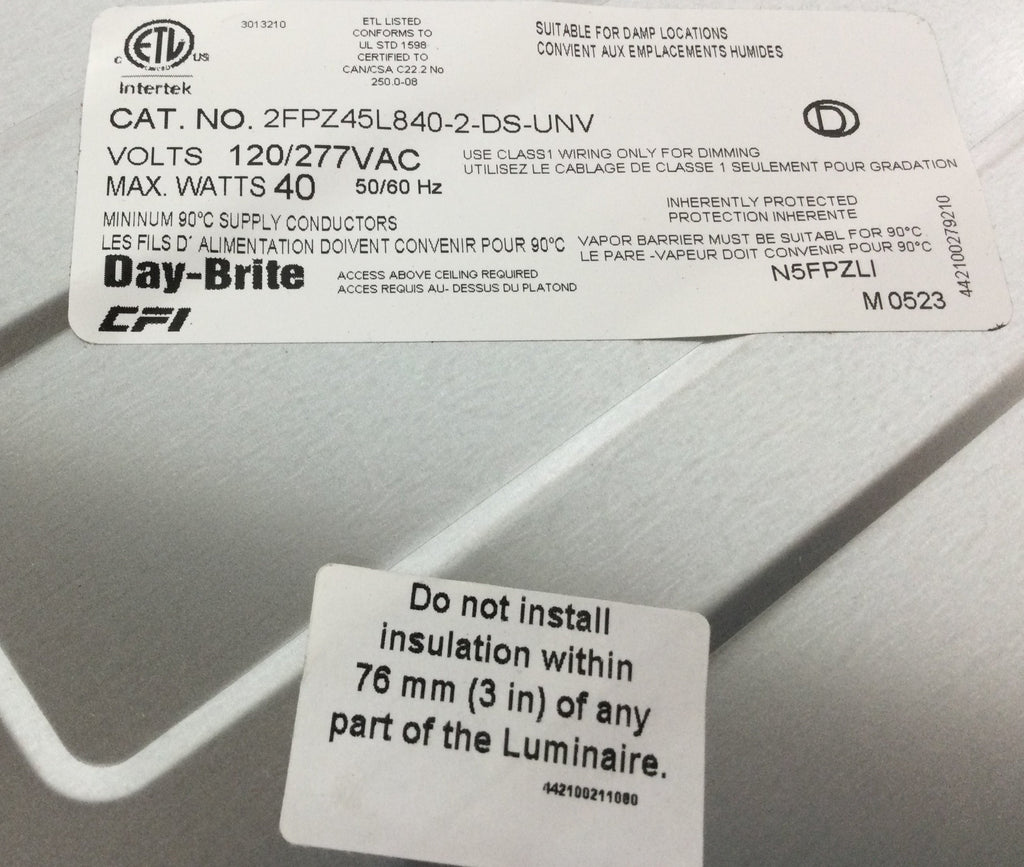 ETL
LISTED
C US
Intertek
3013210
ETL LISTED
CONFORMS TO
UL STD 1598
CERTIFIED TO
CAN/CSA C22.2 No
250.0-08
SUITABLE FOR DAMP LOCATIONS
CONVIENT AUX EMPLACEMENTS HUMIDES
CAT. NO. 2FPZ45L840-2-DS-UNV
D
VOLTS 120/277VAC
MAX. WATTS 40 50/60 Hz
USE CLASS1 WIRING ONLY FOR DIMMING
UTILISEZ LE CABLAGE DE CLASSE 1 SEULEMENT POUR GRADATION
INHERENTLY PROTECTED
PROTECTION INHERENTE
MININUM 90°C SUPPLY CONDUCTORS
LES FILS D' ALIMENTATION DOIVENT CONVENIR POUR 90°C
VAPOR BARRIER MUST BE SUITABL FOR 90°C
LE PARE -VAPEUR DOIT CONVENIR POUR 90°C
Day-Brite
CFI
ACCESS ABOVE CEILING REQUIRED
ACCES REQUIS AU- DESSUS DU PLATOND
N5FPZLI
M 0523
442100279210
Do not install
insulation within
76 mm (3 in) of any
part of the Luminaire.
442100211080